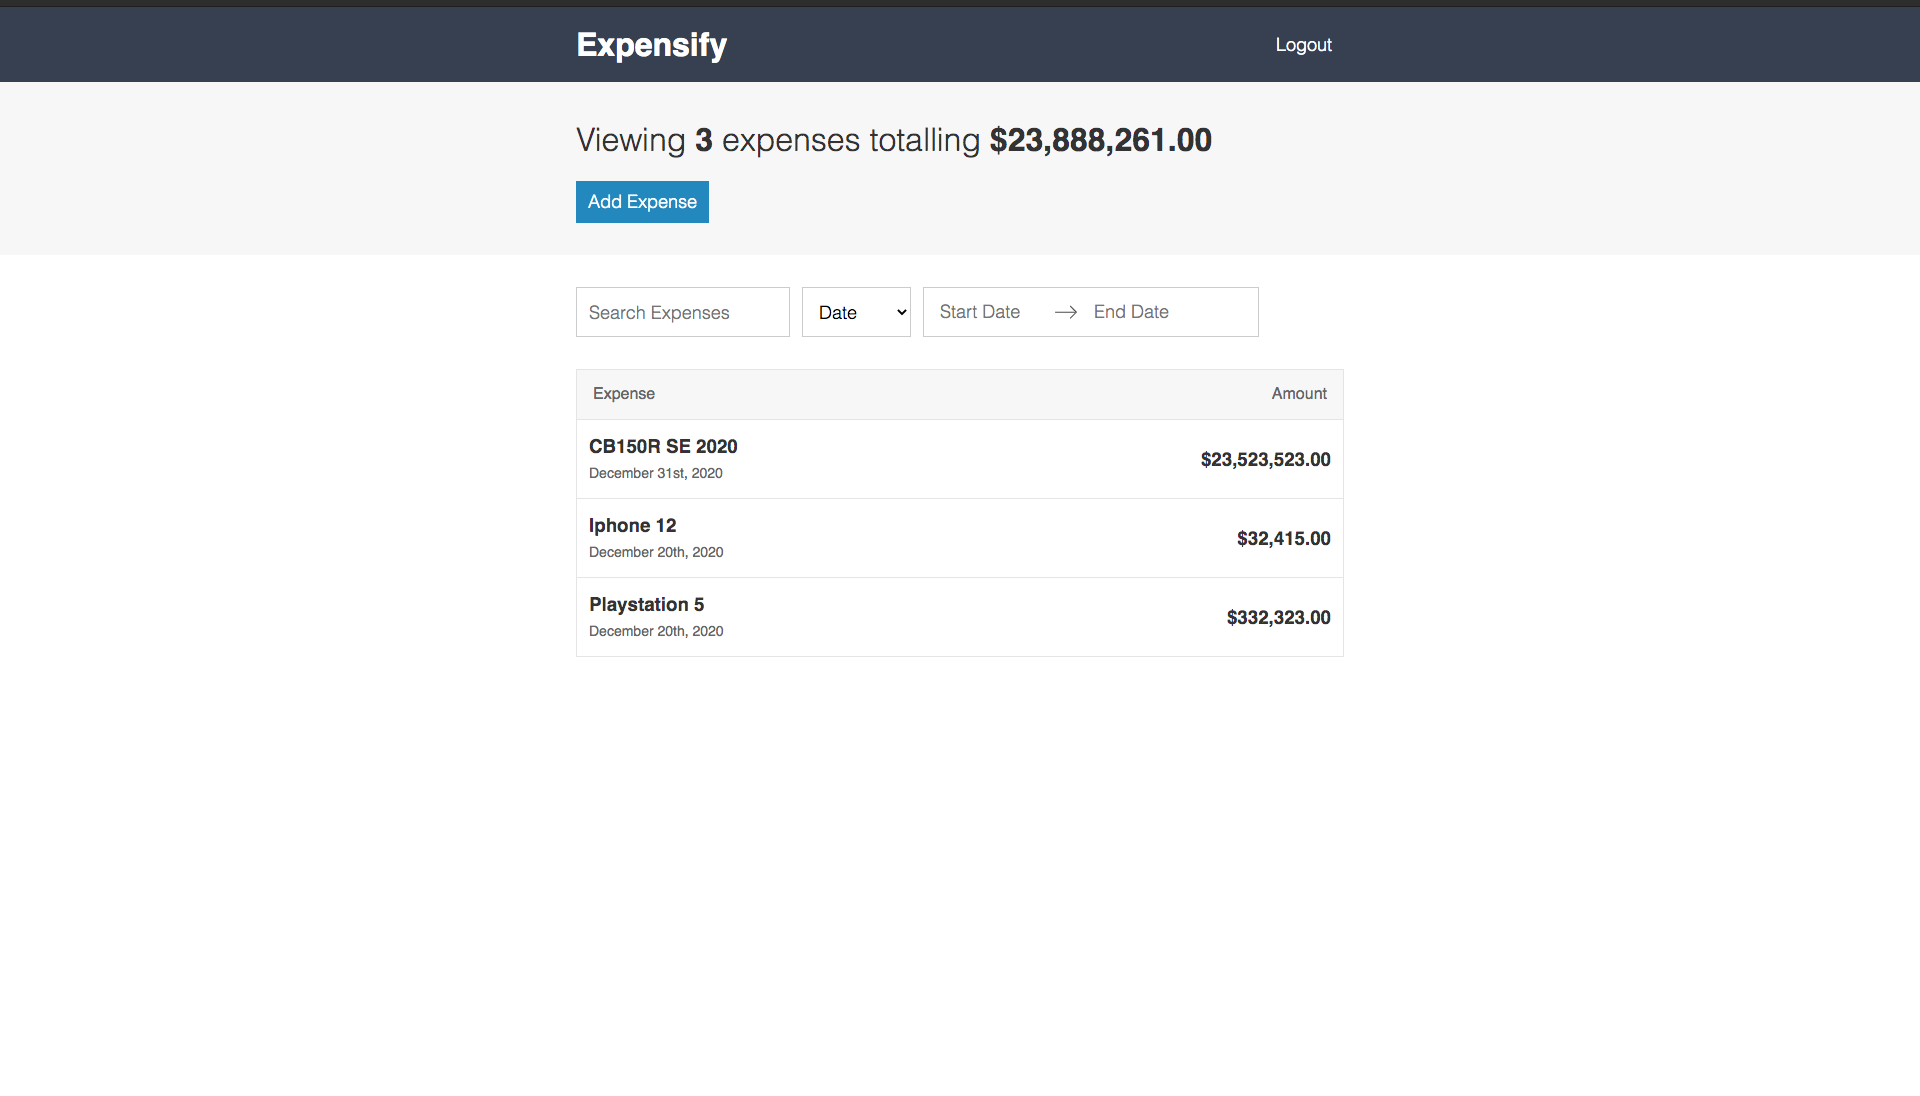 Expensify
Logout
Viewing 3 expenses totalling $23,888,261.00
Add Expense
Search Expenses
Date
Start Date
End Date
Expense
Amount
CB150R SE 2020
December 31st, 2020
$23,523,523.00
Iphone 12
December 20th, 2020
$32,415.00
Playstation 5
December 20th, 2020
$332,323.00